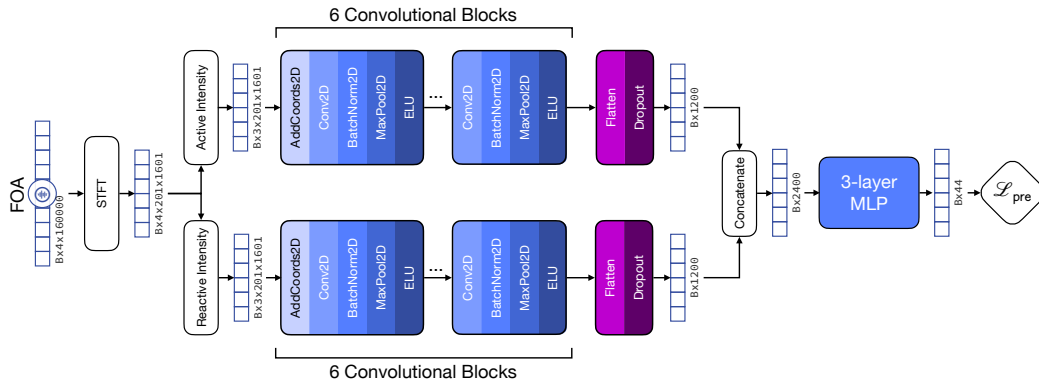 6 Convolutional Blocks
FOA
Bx4x160000
STFT
Bx4x201x1601
Active Intensity
Bx3x201x1601
AddCoords2D
Conv2D
BatchNorm2D
MaxPool2D
ELU
...
Conv2D
BatchNorm2D
MaxPool2D
ELU
Flatten
Dropout
Bx1200
Reactive Intensity
Bx3x201x1601
AddCoords2D
Conv2D
BatchNorm2D
MaxPool2D
ELU
...
Conv2D
BatchNorm2D
MaxPool2D
ELU
Flatten
Dropout
Bx1200
Concatenate
Bx2400
3-layer
MLP
Bx44
ℒpre
6 Convolutional Blocks